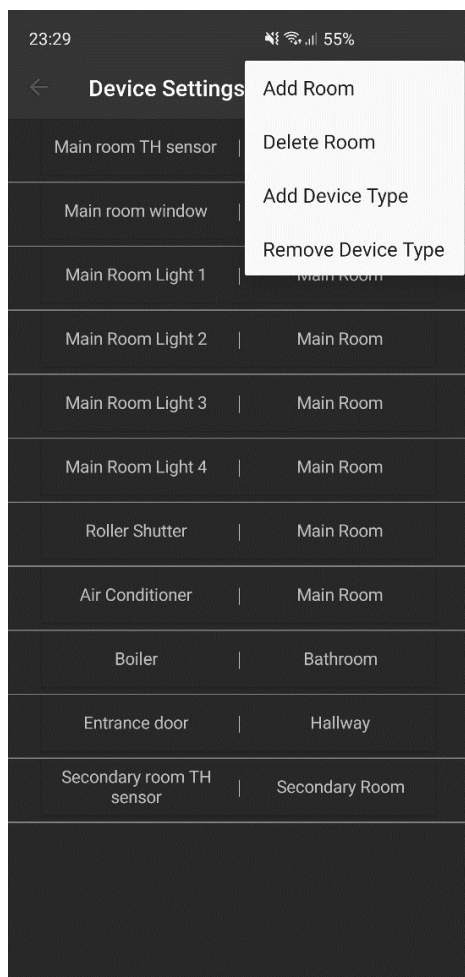 23:29 55%
Device Settings
Add Room
Delete Room
Add Device Type
Remove Device Type
Main room TH sensor |
Main room window |
Main Room Light 1 | Main Room
Main Room Light 2 | Main Room
Main Room Light 3 | Main Room
Main Room Light 4 | Main Room
Roller Shutter | Main Room
Air Conditioner | Main Room
Boiler | Bathroom
Entrance door | Hallway
Secondary room TH
sensor | Secondary Room